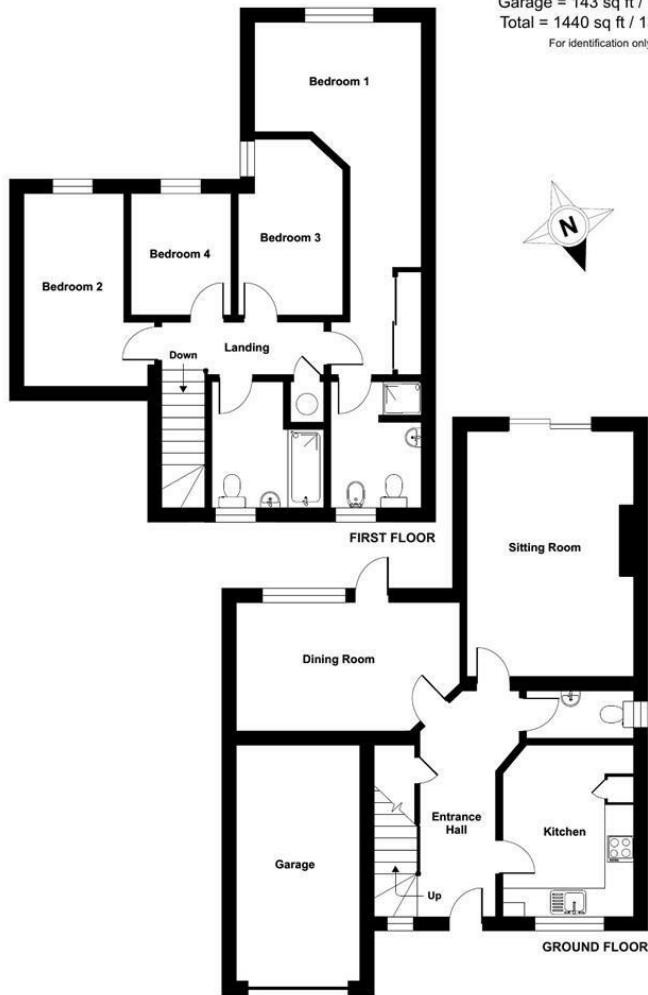 Garage = 143 sq ft /
Total = 1440 sq ft / 1
For identification only
Bedroom 1
Bedroom 3
Bedroom 4
Bedroom 2
N
Landing
Down
FIRST FLOOR
Sitting Room
Dining Room
Entrance
Hall
Kitchen
Garage
Up
GROUND FLOOR